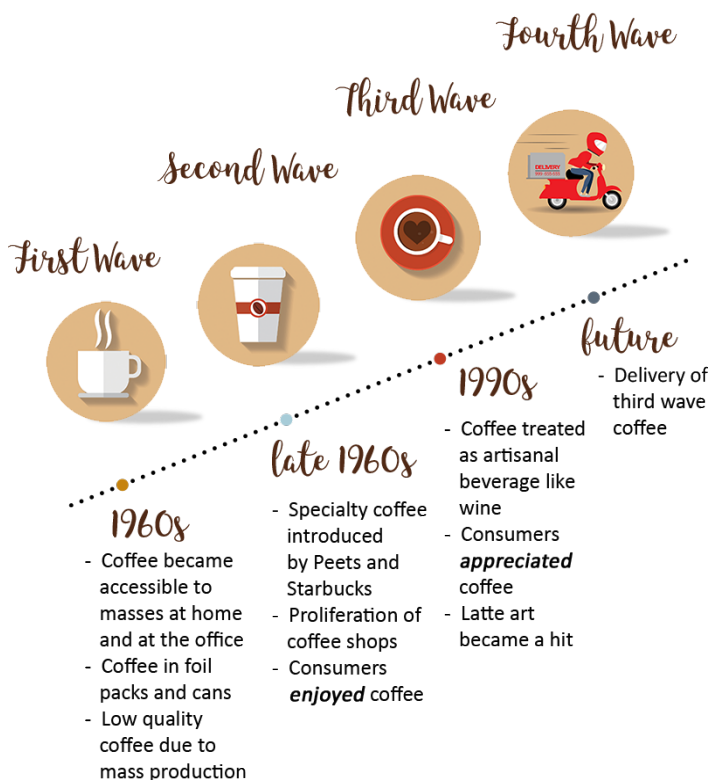 First Wave
1960s
- Coffee became
accessible to
masses at home
and at the office
- Coffee in foil
packs and cans
- Low quality
coffee due to
mass production
Second Wave
late 1960s
- Specialty coffee
introduced
by Peets and
Starbucks
- Proliferation of
coffee shops
- Consumers
enjoyed coffee
Third Wave
1990s
- Coffee treated
as artisanal
beverage like
wine
- Consumers
appreciated
coffee
- Latte art
became a hit
Fourth Wave
DELIVERY
future
- Delivery of
third wave
coffee